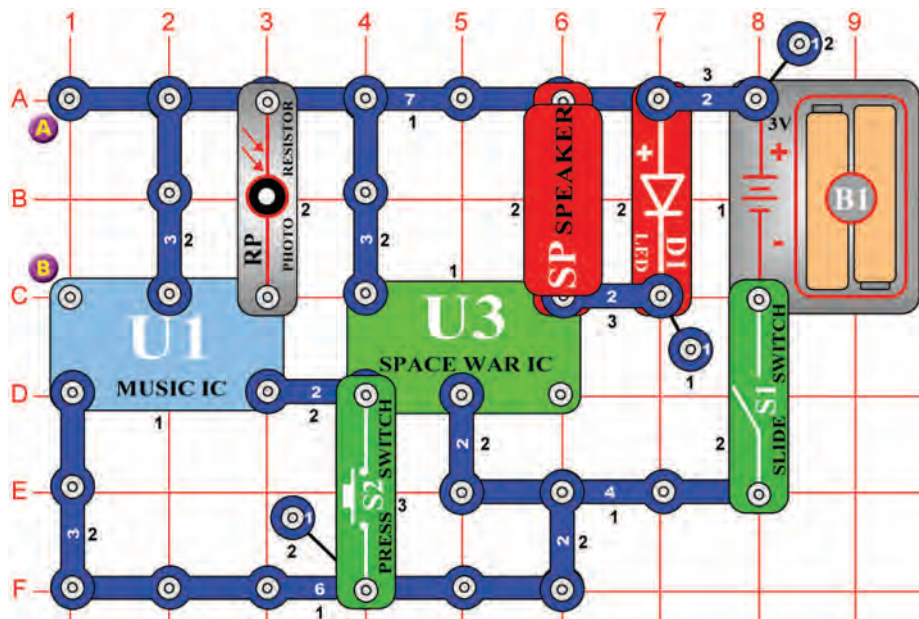 1 2 3 4 5 6 7 8 9
1 2
A
7
1
3
2
A
3V
+
RESISTOR
PHOTO
RP
2
SP SPEAKER
2
+
D1
LED
2
B
3
2
3
2
1
-
B1
B
C
U1
MUSIC IC
1
U3
SPACE WAR IC
1
2
3
1
1
S1
SLIDE SWITCH
2
D
2
2
2
2
E
4
1
S2
PRESS SWITCH
3
1
2
3
2
2
2
F
6
1